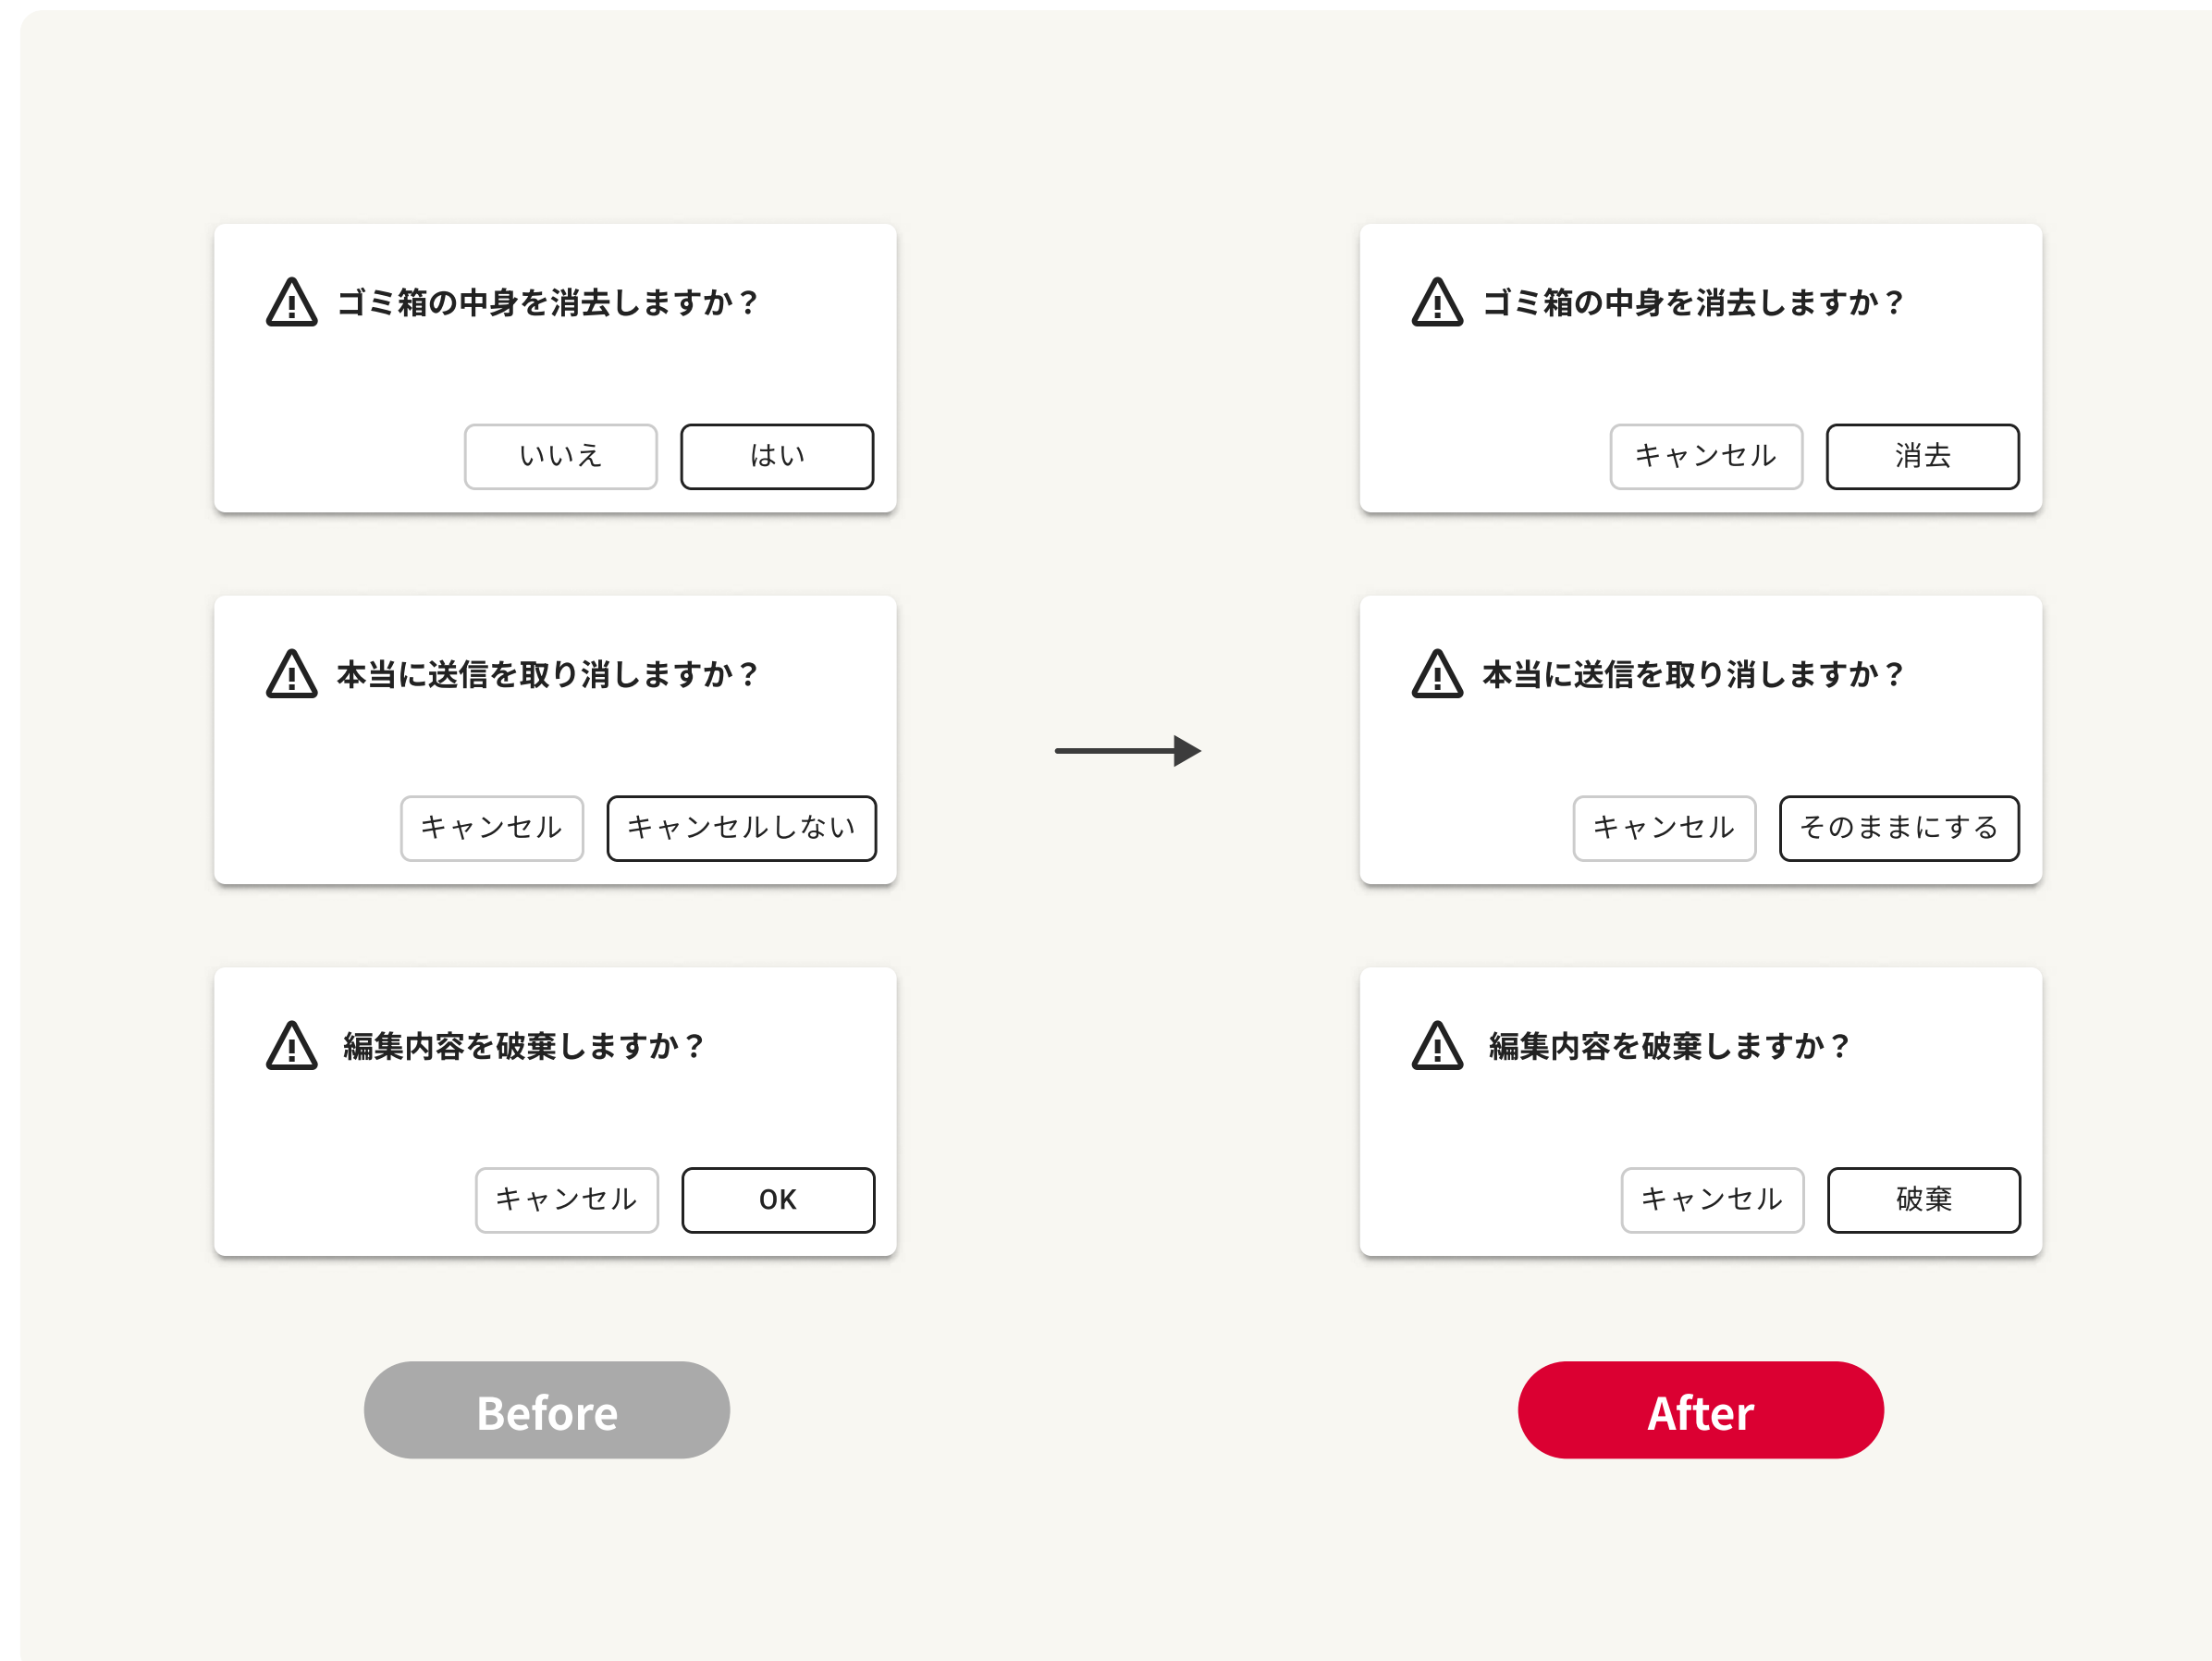 ゴミ箱の中身を消去しますか？
いいえ
はい
本当に送信を取り消しますか？
キャンセル
キャンセルしない
編集内容を破棄しますか？
キャンセル
OK
Before
ゴミ箱の中身を消去しますか？
キャンセル
消去
本当に送信を取り消しますか？
キャンセル
そのままにする
編集内容を破棄しますか？
キャンセル
破棄
After